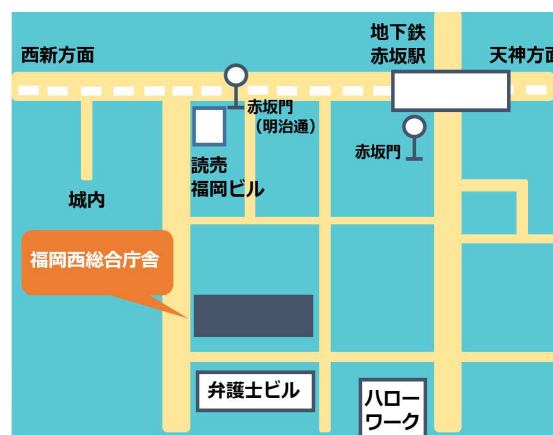 西新方面
地下鉄
赤坂駅
天神方面
赤坂門
（明治通）
赤坂門
読売
福岡ビル
城内
福岡西総合庁舎
弁護士ビル
ハロー
ワーク